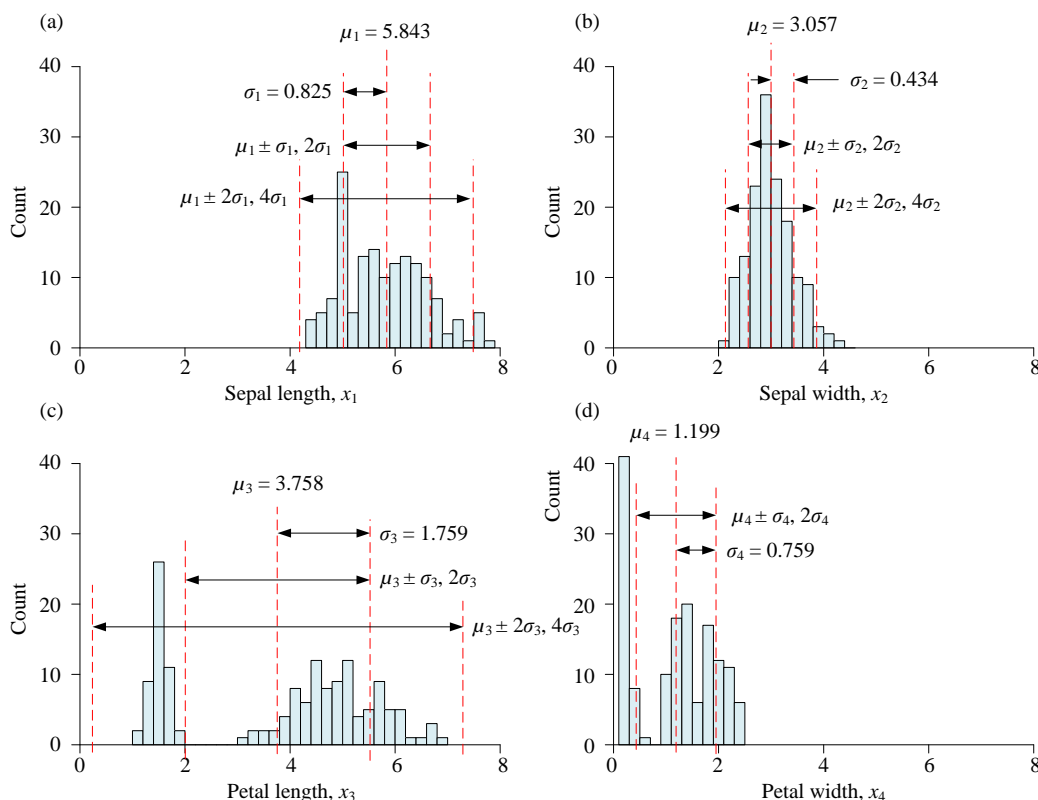 (a)
μ1 = 5.843
40
σ1 = 0.825
30
μ1 ± σ1, 2σ1
μ1 ± 2σ1, 4σ1
20
Count
10
0
0 2 4 6 8
Sepal length, x1
(b)
μ2 = 3.057
40
σ2 = 0.434
30
μ2 ± σ2, 2σ2
μ2 ± 2σ2, 4σ2
20
Count
10
0
0 2 4 6 8
Sepal width, x2
(c)
40
μ3 = 3.758
σ3 = 1.759
30
μ3 ± σ3, 2σ3
μ3 ± 2σ3, 4σ3
20
Count
10
0
0 2 4 6 8
Petal length, x3
(d)
μ4 = 1.199
40
μ4 ± σ4, 2σ4
σ4 = 0.759
30
20
Count
10
0
0 2 4 6 8
Petal width, x4